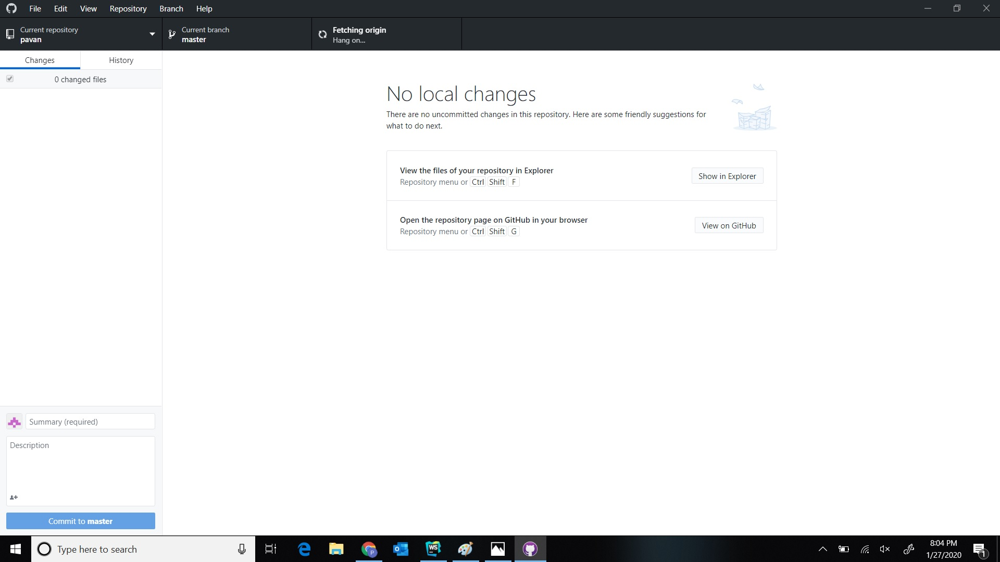 File Edit View Repository Branch Help
Current repository
pavan
Current branch
master
Fetching origin
Hang on...
Changes
History
0 changed files
No local changes
There are no uncommitted changes in this repository. Here are some friendly suggestions for
what to do next.
View the files of your repository in Explorer
Repository menu or Ctrl Shift F
Show in Explorer
Open the repository page on GitHub in your browser
Repository menu or Ctrl Shift G
View on GitHub
Summary (required)
Description
Commit to master
Type here to search
WS
P
8:04 PM
1/27/2020
1